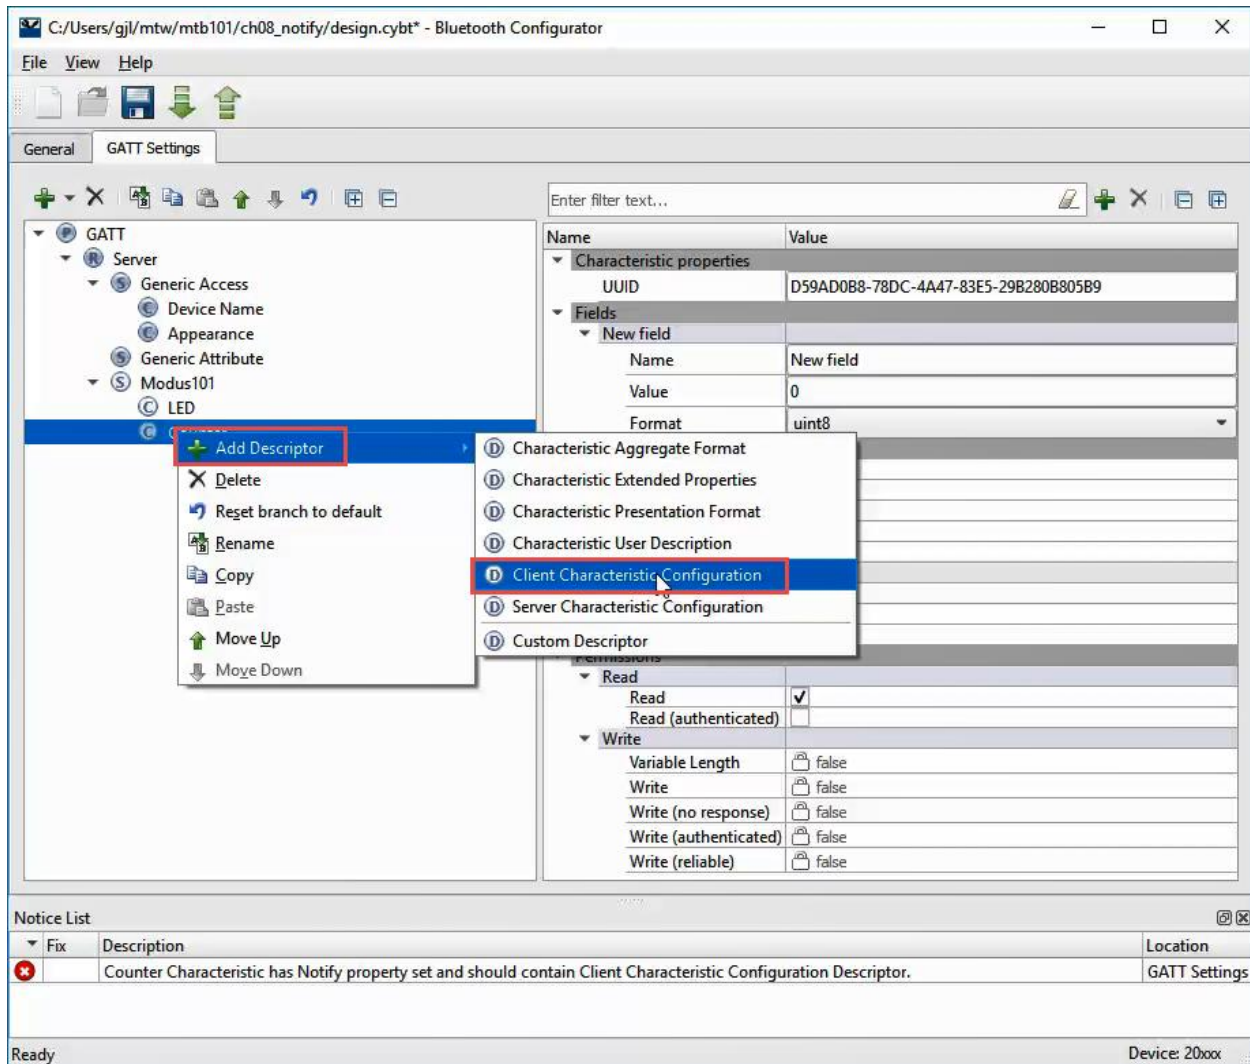 C:/Users/gjl/mtw/mtb101/ch08_notify/design.cybt* - Bluetooth Configurator
File View Help
General GATT Settings
Enter filter text...
GATT
Server
Generic Access
Device Name
Appearance
Generic Attribute
Modus101
LED
Add Descriptor
Delete
Reset branch to default
Rename
Copy
Paste
Move Up
Move Down
Characteristic Aggregate Format
Characteristic Extended Properties
Characteristic Presentation Format
Characteristic User Description
Client Characteristic Configuration
Server Characteristic Configuration
Custom Descriptor
Name Value
Characteristic properties
UUID D59AD0B8-78DC-4A47-83E5-29B280B805B9
Fields
New field
Name New field
Value 0
Format uint8
Permissions
Read
Read
Read (authenticated)
Write
Variable Length false
Write false
Write (no response) false
Write (authenticated) false
Write (reliable) false
Notice List
Fix Description Location
Counter Characteristic has Notify property set and should contain Client Characteristic Configuration Descriptor. GATT Settings
Ready Device: 20xxx